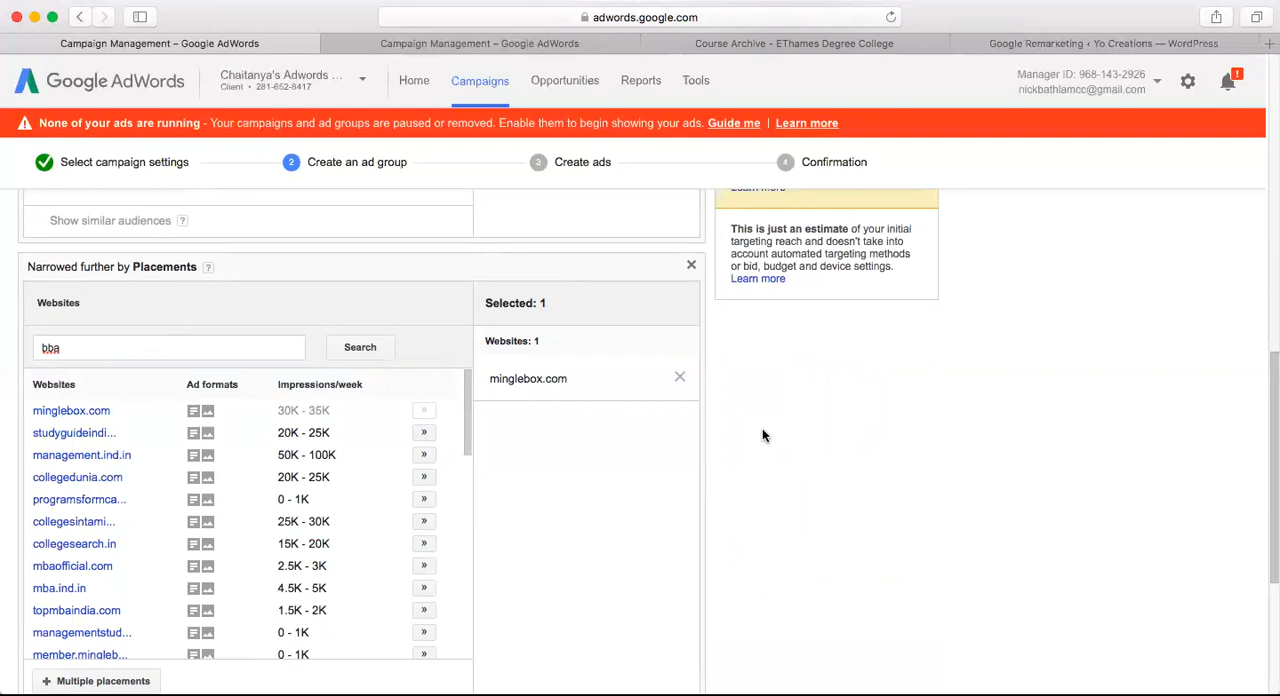 adwords.google.com
Campaign Management – Google AdWords
Campaign Management – Google AdWords
Course Archive - EThames Degree College
Google Remarketing ‹ Yo Creations — WordPress
Google AdWords
Chaitanya's Adwords ...
Client • 281-652-8417
Home
Campaigns
Opportunities
Reports
Tools
Manager ID: 968-143-2926
nickbathlamcc@gmail.com
!
None of your ads are running - Your campaigns and ad groups are paused or removed. Enable them to begin showing your ads. Guide me | Learn more
Select campaign settings
2 Create an ad group
3 Create ads
4 Confirmation
Learn more
Show similar audiences ?
This is just an estimate of your initial
targeting reach and doesn't take into
account automated targeting methods
or bid, budget and device settings.
Learn more
Narrowed further by Placements ?
Websites
Selected: 1
bba
Search
Websites: 1
minglebox.com
Websites Ad formats Impressions/week
minglebox.com 30K - 35K »
studyguideindi... 20K - 25K »
management.ind.in 50K - 100K »
collegedunia.com 20K - 25K »
programsformca... 0 - 1K »
collegesintami... 25K - 30K »
collegesearch.in 15K - 20K »
mbaofficial.com 2.5K - 3K »
mba.ind.in 4.5K - 5K »
topmbaindia.com 1.5K - 2K »
managementstud... 0 - 1K »
member.mingleb... 0 - 1K »
+ Multiple placements